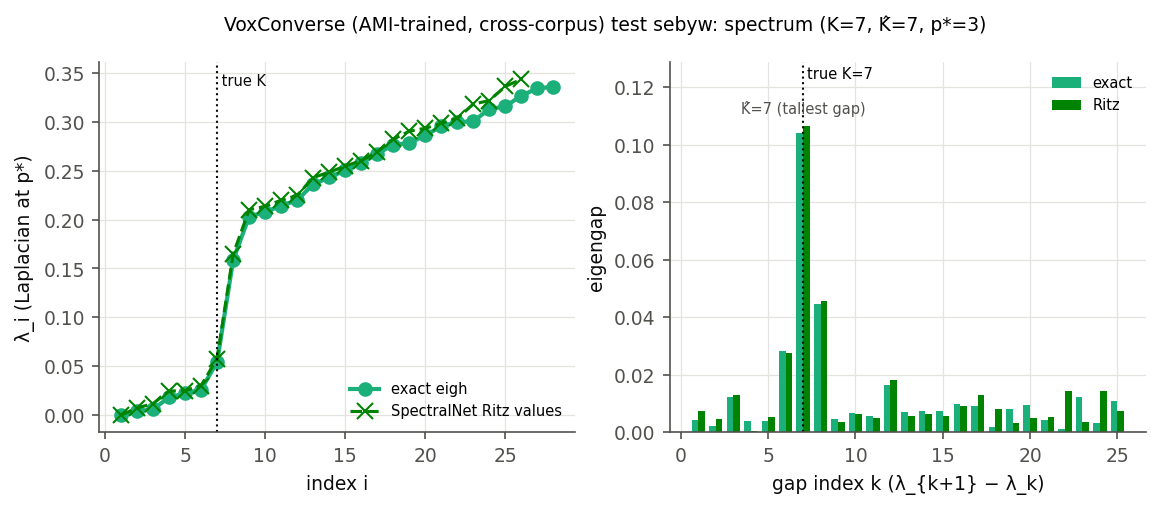 VoxConverse (AMI-trained, cross-corpus) test sebyw: spectrum (K=7, K̂=7, p*=3)
λ_i (Laplacian at p*)
0.35
0.30
0.25
0.20
0.15
0.10
0.05
0.00
true K
exact eigh
SpectralNet Ritz values
0 5 10 15 20 25
index i
eigengap
0.12
0.10
0.08
0.06
0.04
0.02
0.00
true K=7
K̂=7 (tallest gap)
exact
Ritz
0 5 10 15 20 25
gap index k (λ_{k+1} − λ_k)